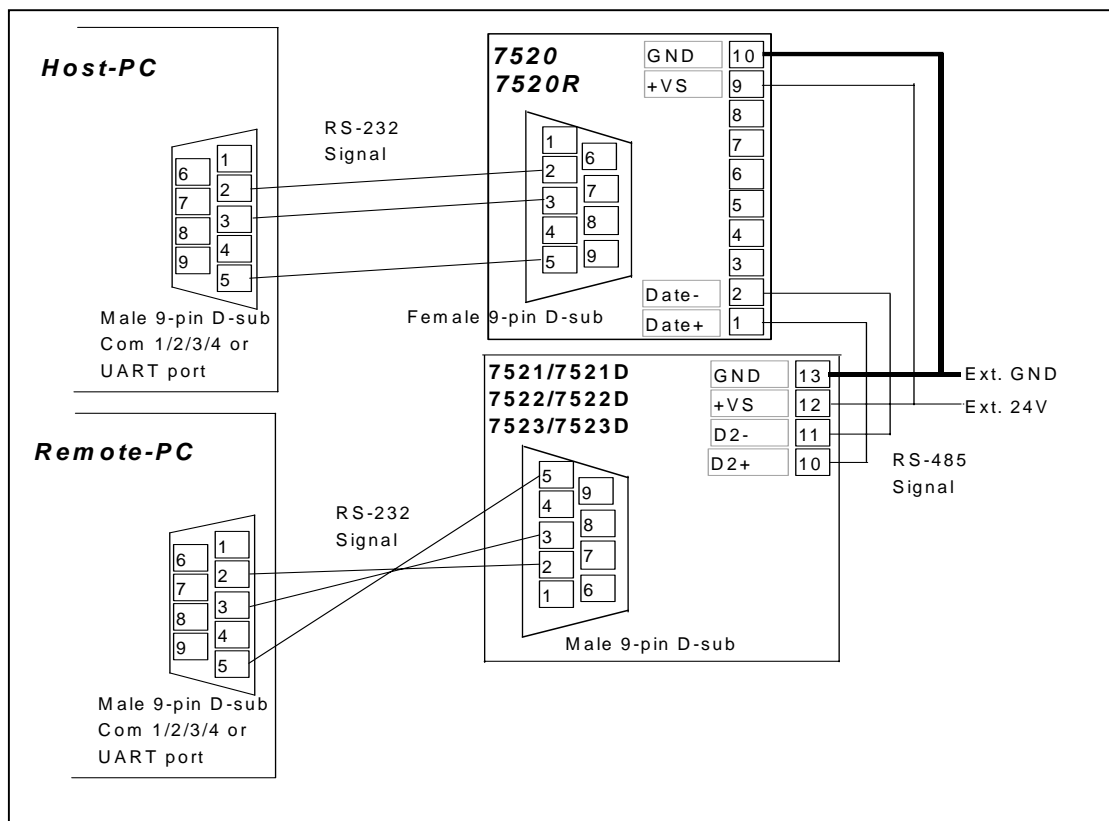 Host-PC
RS-232
Signal
1
2
3
4
5
6
7
8
9
Male 9-pin D-sub
Com 1/2/3/4 or
UART port
7520
7520R
GND 10
+VS 9
8
7
6
5
4
3
Date- 2
Date+ 1
1
2
3
4
5
6
7
8
9
Female 9-pin D-sub
7521/7521D
7522/7522D
7523/7523D
GND 13
+VS 12
D2- 11
D2+ 10
Ext. GND
Ext. 24V
RS-485
Signal
5
4
3
2
1
9
8
7
6
Male 9-pin D-sub
Remote-PC
RS-232
Signal
1
2
3
4
5
6
7
8
9
Male 9-pin D-sub
Com 1/2/3/4 or
UART port